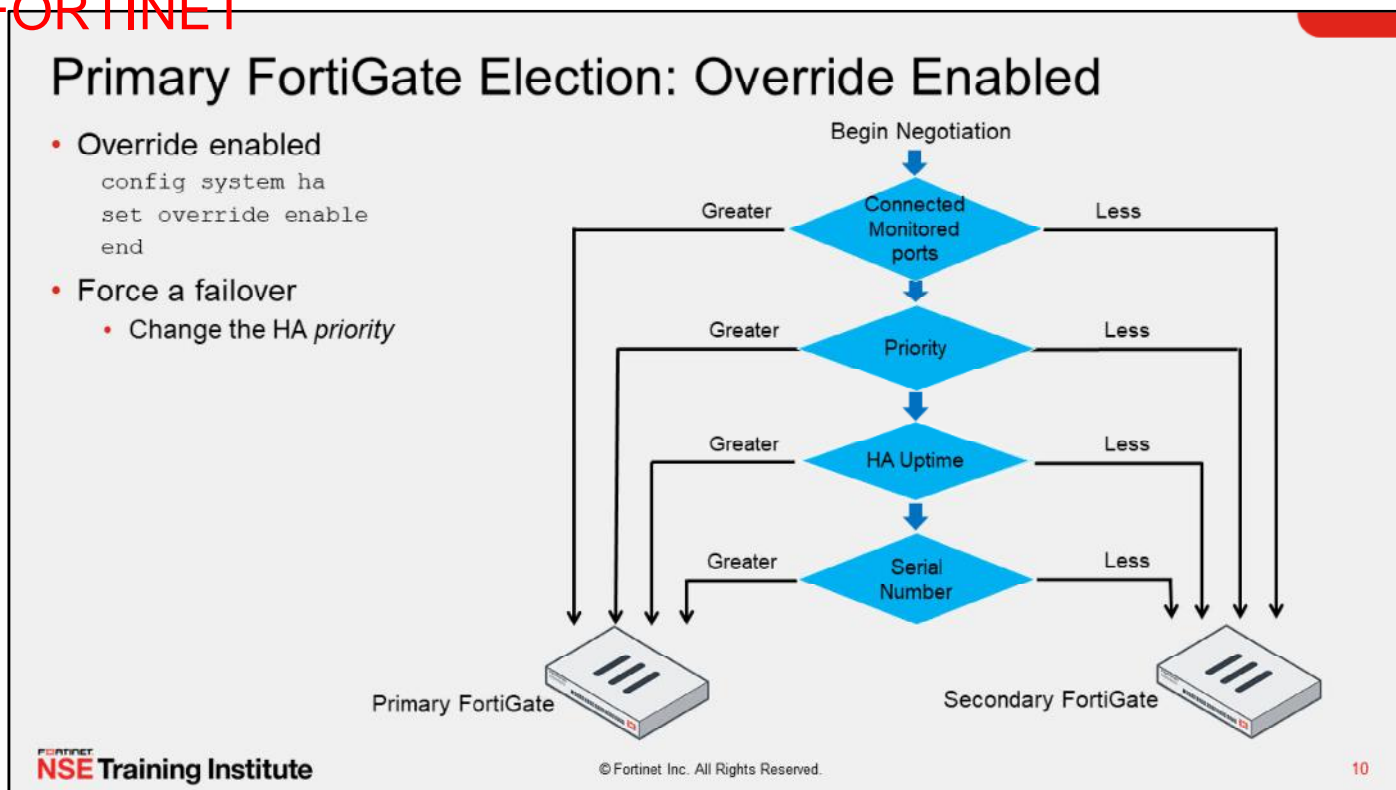 FORTINET
Primary FortiGate Election: Override Enabled
• Override enabled
config system ha
set override enable
end
• Force a failover
• Change the HA priority
Begin Negotiation
Greater
Connected
Monitored
ports
Less
Greater
Priority
Less
Greater
HA Uptime
Less
Greater
Serial
Number
Less
Primary FortiGate
Secondary FortiGate
FORTINET
NSE Training Institute
© Fortinet Inc. All Rights Reserved.
10